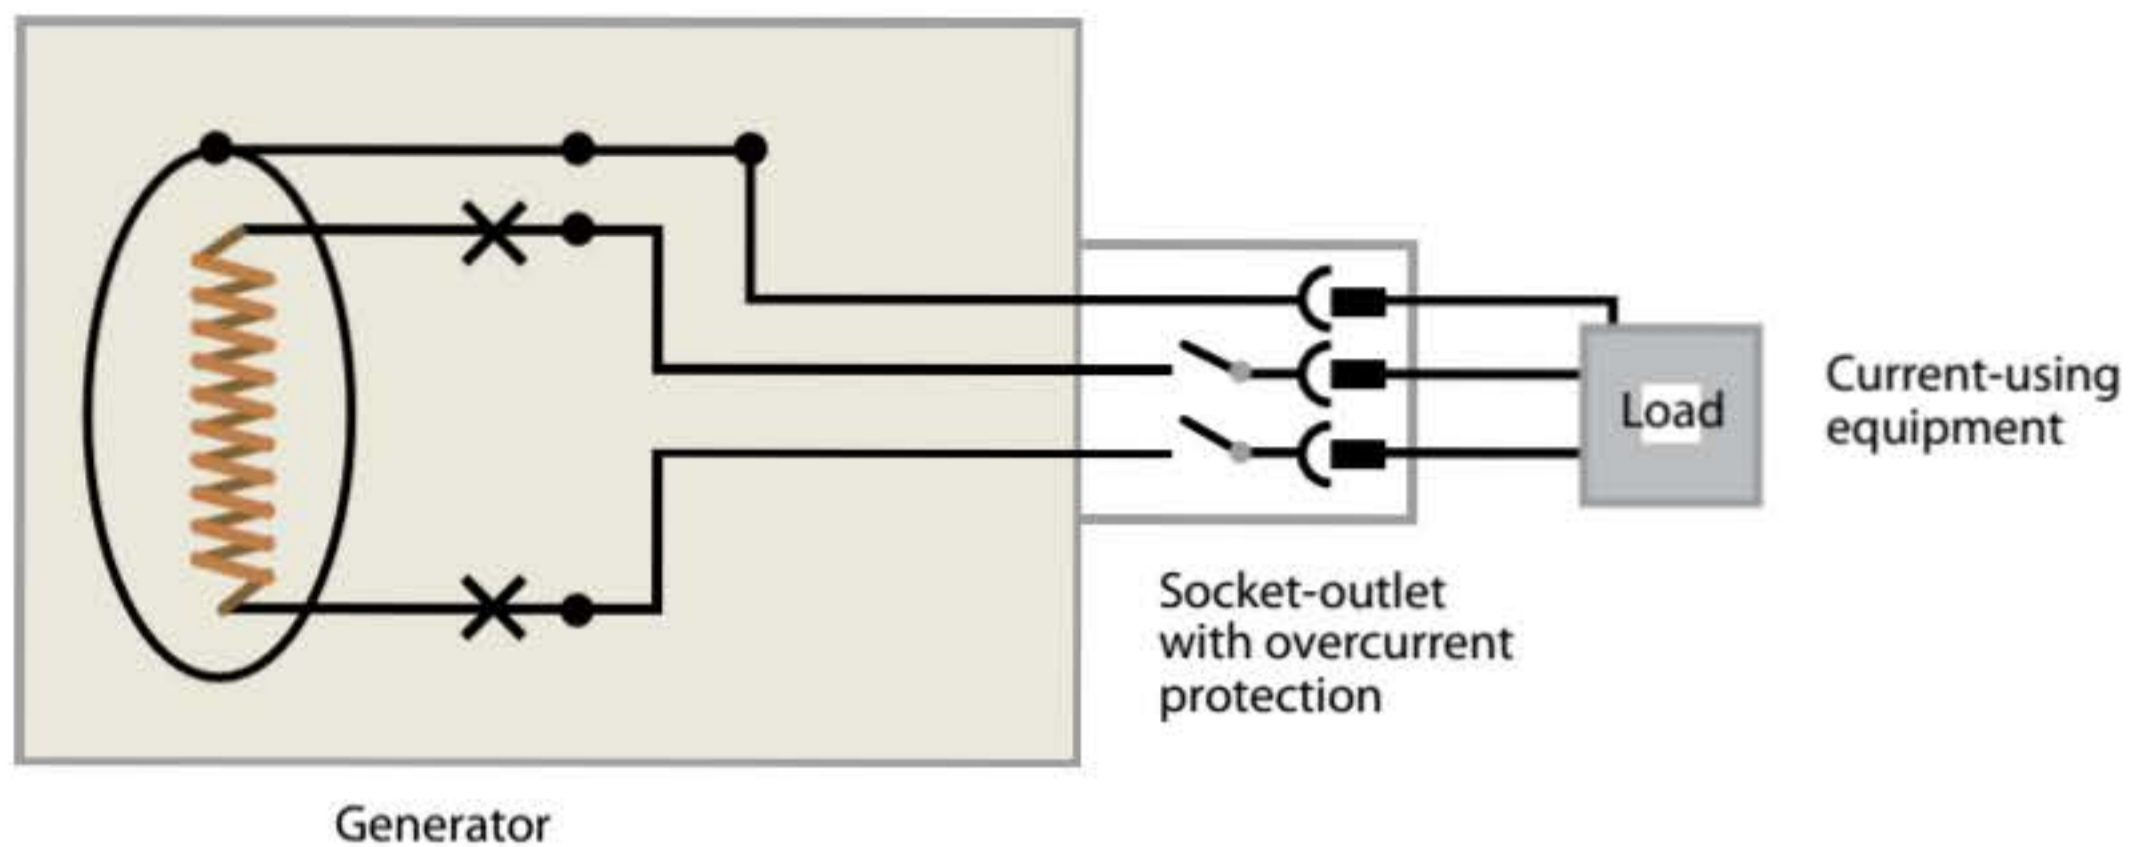 Load
Current-using
equipment
Socket-outlet
with overcurrent
protection
Generator